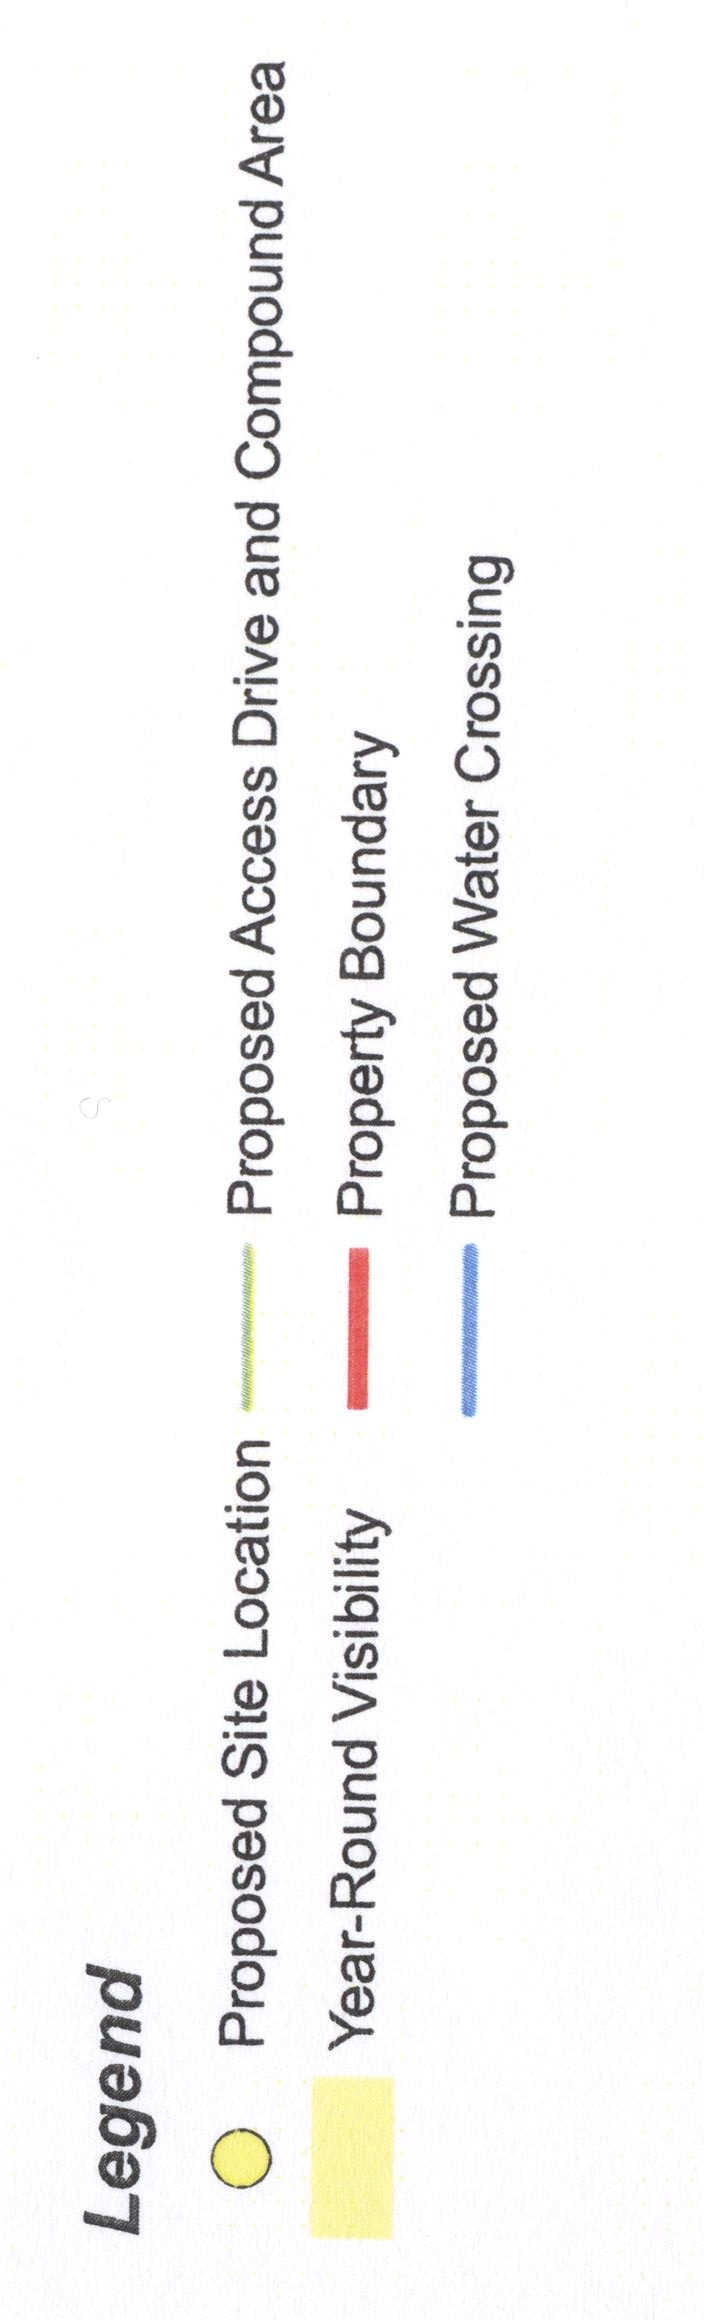 Legend
Proposed Site Location
Year-Round Visibility
Proposed Access Drive and Compound Area
Property Boundary
Proposed Water Crossing